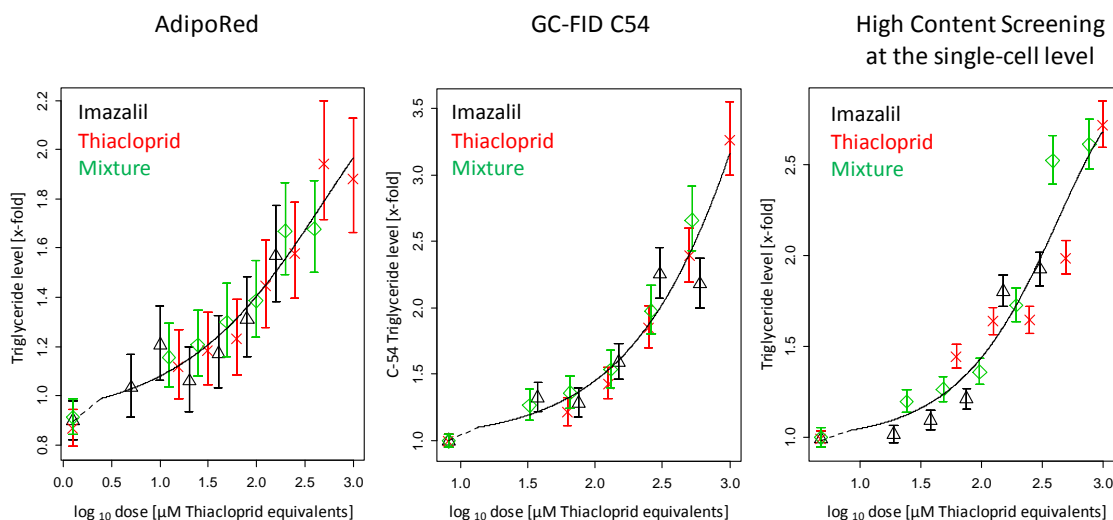 AdipoRed
GC-FID C54
High Content Screening
at the single-cell level
Triglyceride level [x-fold]
2.2
2.0
1.8
1.6
1.4
1.2
1.0
0.8
Imazalil
Thiacloprid
Mixture
0.0 0.5 1.0 1.5 2.0 2.5 3.0
log 10 dose [µM Thiacloprid equivalents]
C-54 Triglyceride level [x-fold]
3.5
3.0
2.5
2.0
1.5
1.0
Imazalil
Thiacloprid
Mixture
1.0 1.5 2.0 2.5 3.0
log 10 dose [µM Thiacloprid equivalents]
Triglyceride level [x-fold]
2.5
2.0
1.5
1.0
Imazalil
Thiacloprid
Mixture
1.0 1.5 2.0 2.5 3.0
log 10 dose [µM Thiacloprid equivalents]